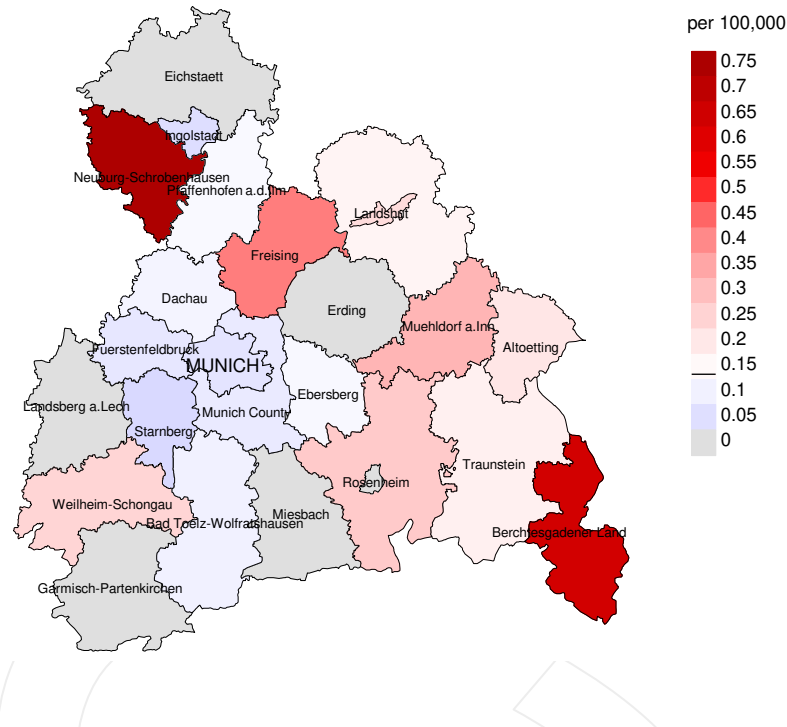 per 100,000
0.75
0.7
0.65
0.6
0.55
0.5
0.45
0.4
0.35
0.3
0.25
0.2
0.15
0.1
0.05
0
Eichstaett
Ingolstadt
Neuburg-Schrobenhausen
Pfaffenhofen a.d.Ilm
Landshut
Freising
Dachau
Erding
Muehldorf a.Inn
Altoetting
Fuerstenfeldbruck
MUNICH
Ebersberg
Landsberg a.Lech
Munich County
Starnberg
Traunstein
Rosenheim
Weilheim-Schongau
Miesbach
Bad Toelz-Wolfratshausen
Berchtesgadener Land
Garmisch-Partenkirchen